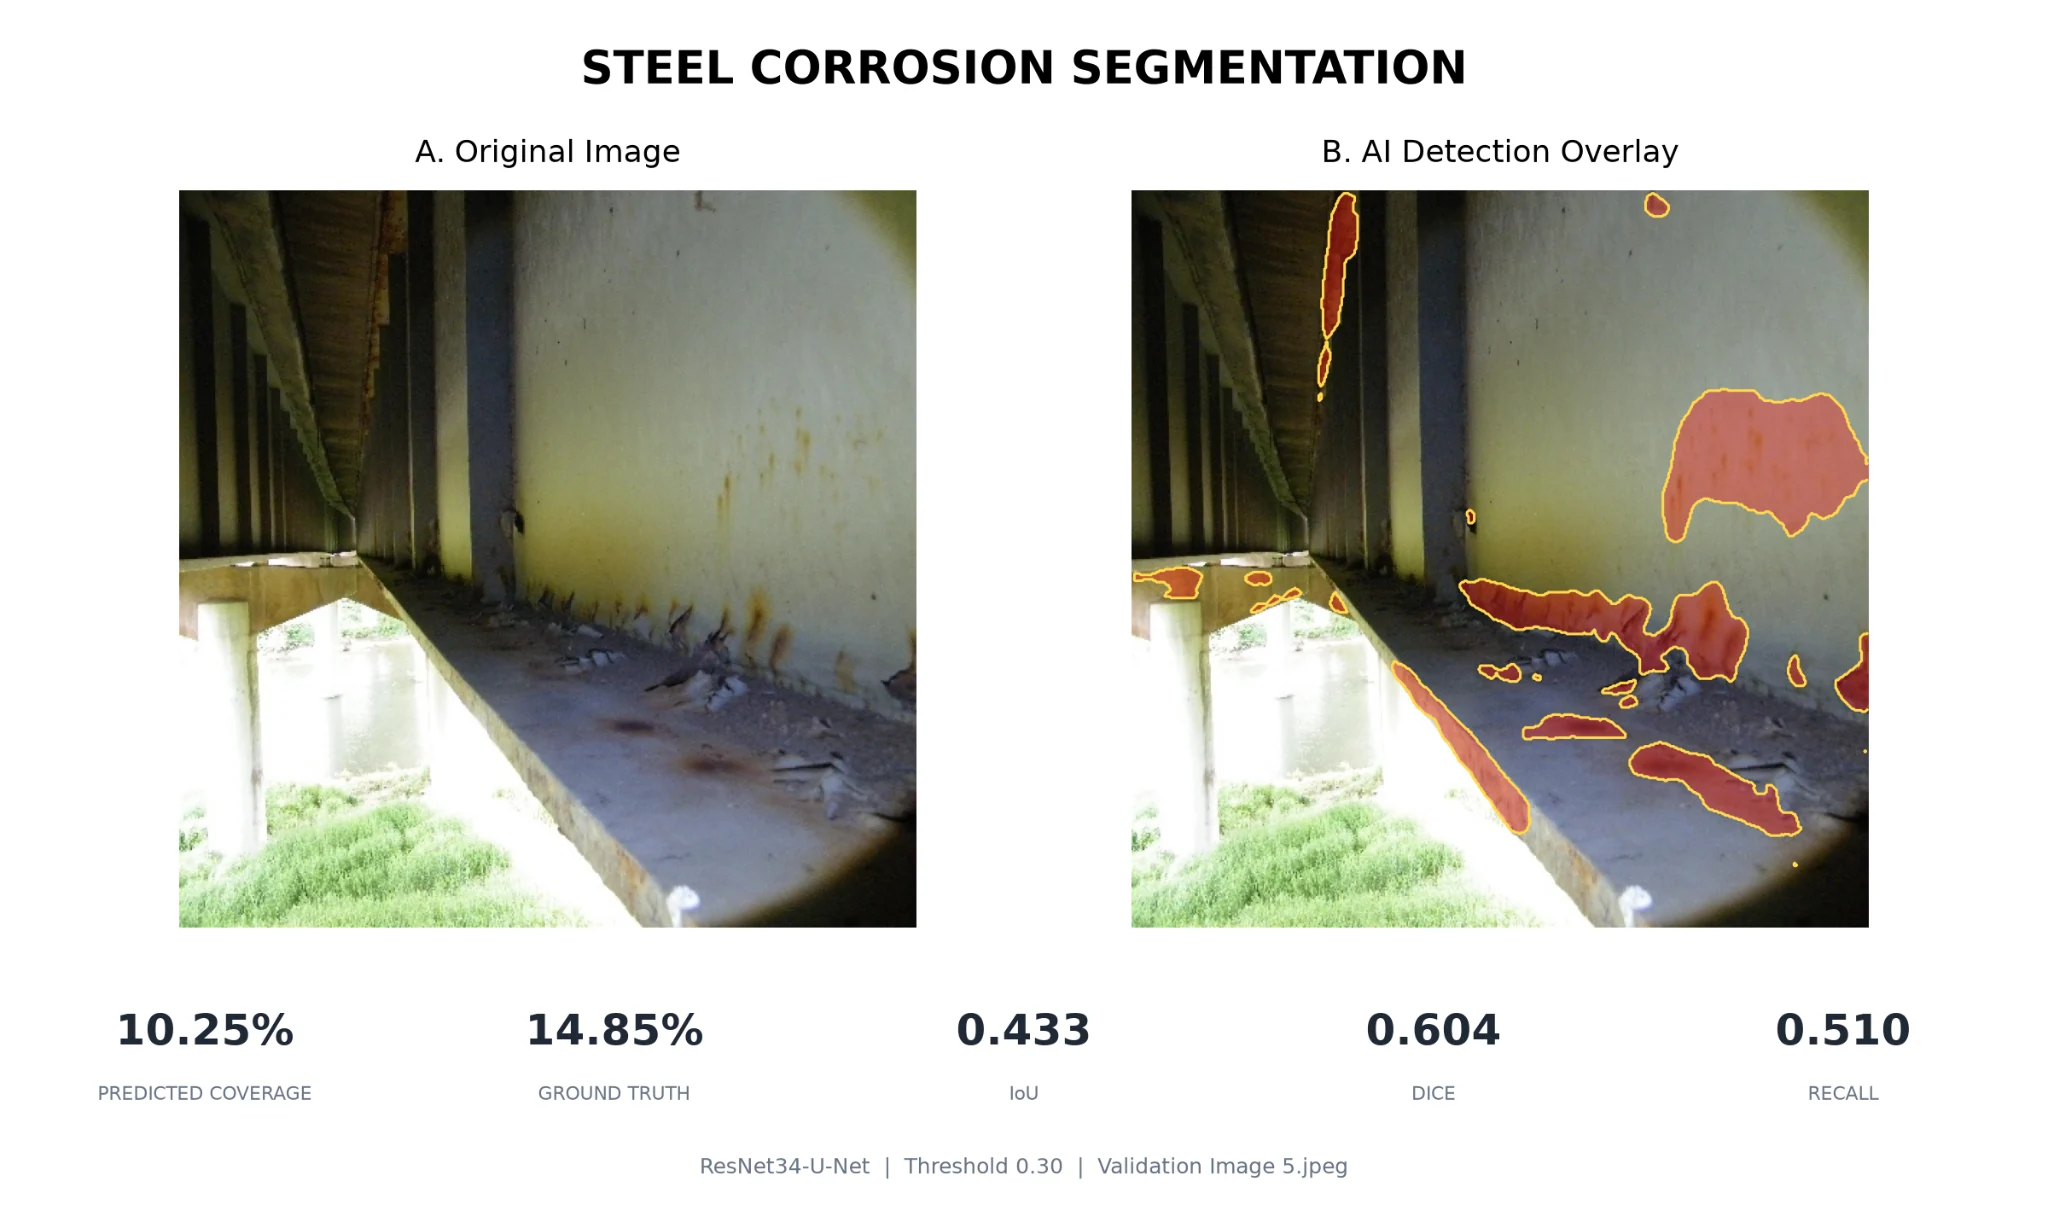 STEEL CORROSION SEGMENTATION
A. Original Image
B. AI Detection Overlay
10.25%
14.85%
0.433
0.604
0.510
PREDICTED COVERAGE
GROUND TRUTH
IoU
DICE
RECALL
ResNet34-U-Net | Threshold 0.30 | Validation Image 5.jpeg